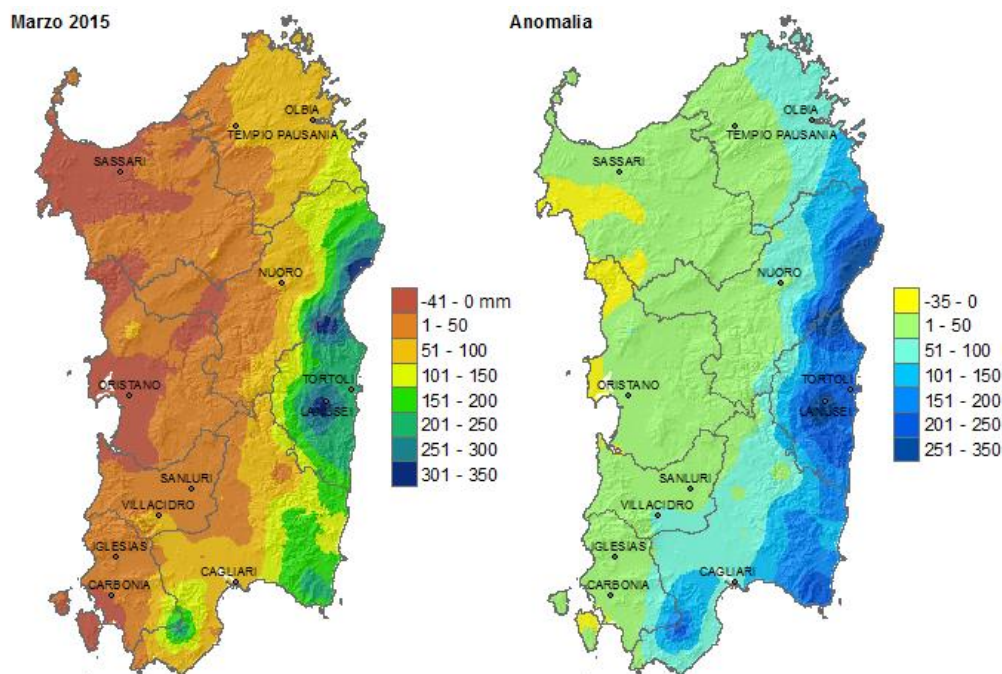 Marzo 2015
OLBIA
TEMPIO PAUSANIA
SASSARI
NUORO
ORISTANO
TORTOLI
LANUSEI
SANLURI
VILLACIDRO
IGLESIAS
CARBONIA
CAGLIARI
-41 - 0 mm
1 - 50
51 - 100
101 - 150
151 - 200
201 - 250
251 - 300
301 - 350
Anomalia
OLBIA
TEMPIO PAUSANIA
SASSARI
NUORO
ORISTANO
TORTOLI
LANUSEI
SANLURI
VILLACIDRO
IGLESIAS
CARBONIA
CAGLIARI
-35 - 0
1 - 50
51 - 100
101 - 150
151 - 200
201 - 250
251 - 350